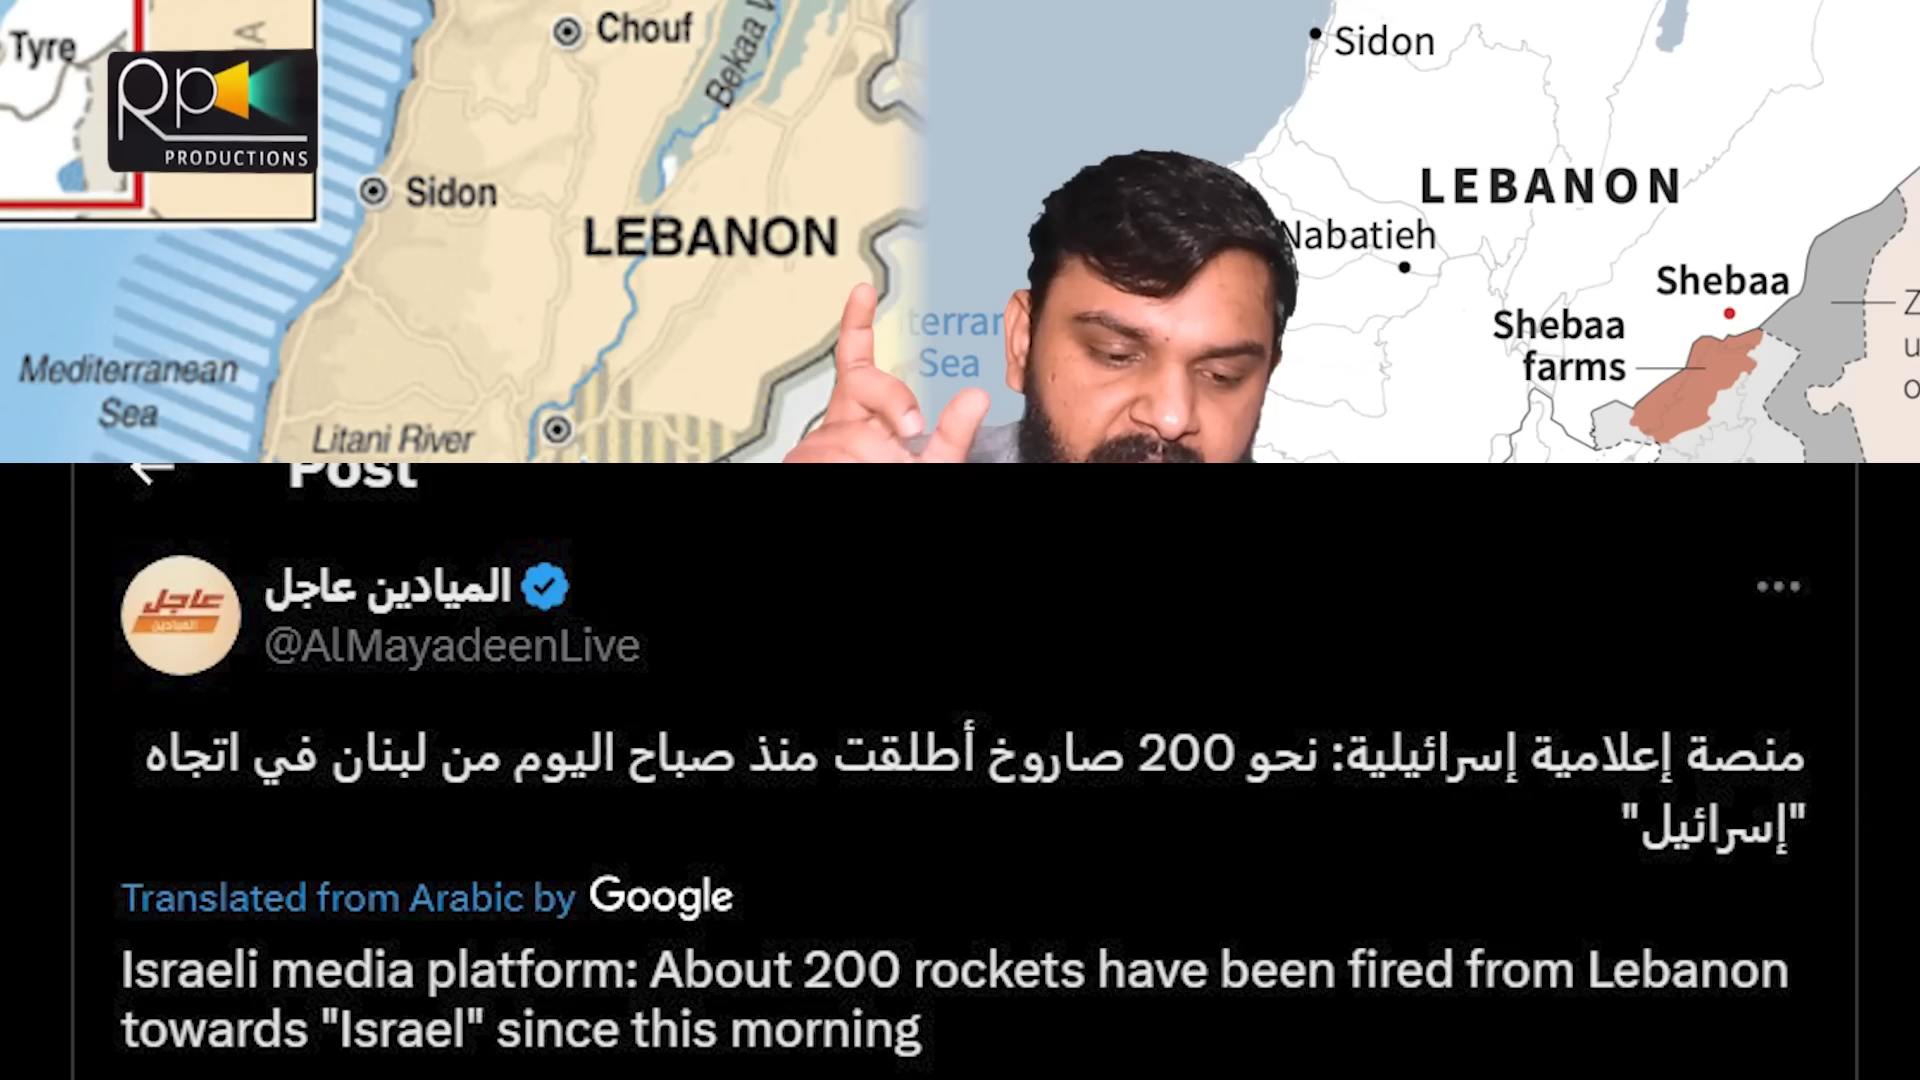 Tyre
Rp
PRODUCTIONS
Chouf
Bekaa V
Sidon
LEBANON
Mediterranean
Sea
Litani River
Sidon
LEBANON
Nabatieh
Shebaa
Shebaa
farms
terran
Sea
Z
u
o
Post
الميادين عاجل
@AlMayadeenLive
عاجل
الميادين
منصة إعلامية إسرائيلية: نحو 200 صاروخ أطلقت منذ صباح اليوم من لبنان في اتجاه
"إسرائيل"
Translated from Arabic by Google
Israeli media platform: About 200 rockets have been fired from Lebanon
towards "Israel" since this morning